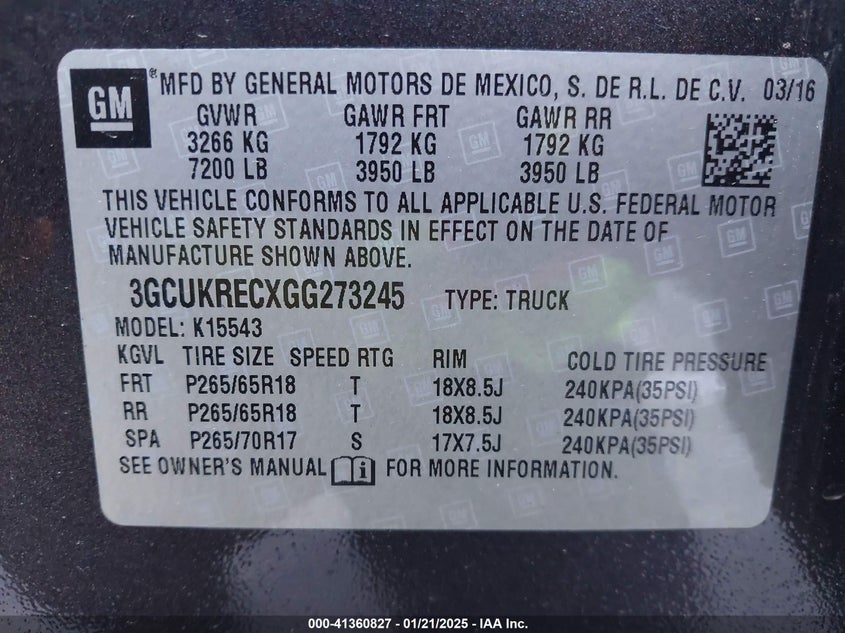 GM ® MFD BY GENERAL MOTORS DE MEXICO, S. DE R.L. DE C.V. 03/16
GVWR GAWR FRT GAWR RR
3266 KG 1792 KG 1792 KG
7200 LB 3950 LB 3950 LB
THIS VEHICLE CONFORMS TO ALL APPLICABLE U.S. FEDERAL MOTOR
VEHICLE SAFETY STANDARDS IN EFFECT ON THE DATE OF
MANUFACTURE SHOWN ABOVE.
3GCUKRECXGG273245 TYPE: TRUCK
MODEL: K15543
KGVL TIRE SIZE SPEED RTG RIM COLD TIRE PRESSURE
FRT P265/65R18 T 18X8.5J 240KPA(35PSI)
RR P265/65R18 T 18X8.5J 240KPA(35PSI)
SPA P265/70R17 S 17X7.5J 240KPA(35PSI)
SEE OWNER'S MANUAL i FOR MORE INFORMATION.
000-41360827 - 01/21/2025 - IAA Inc.